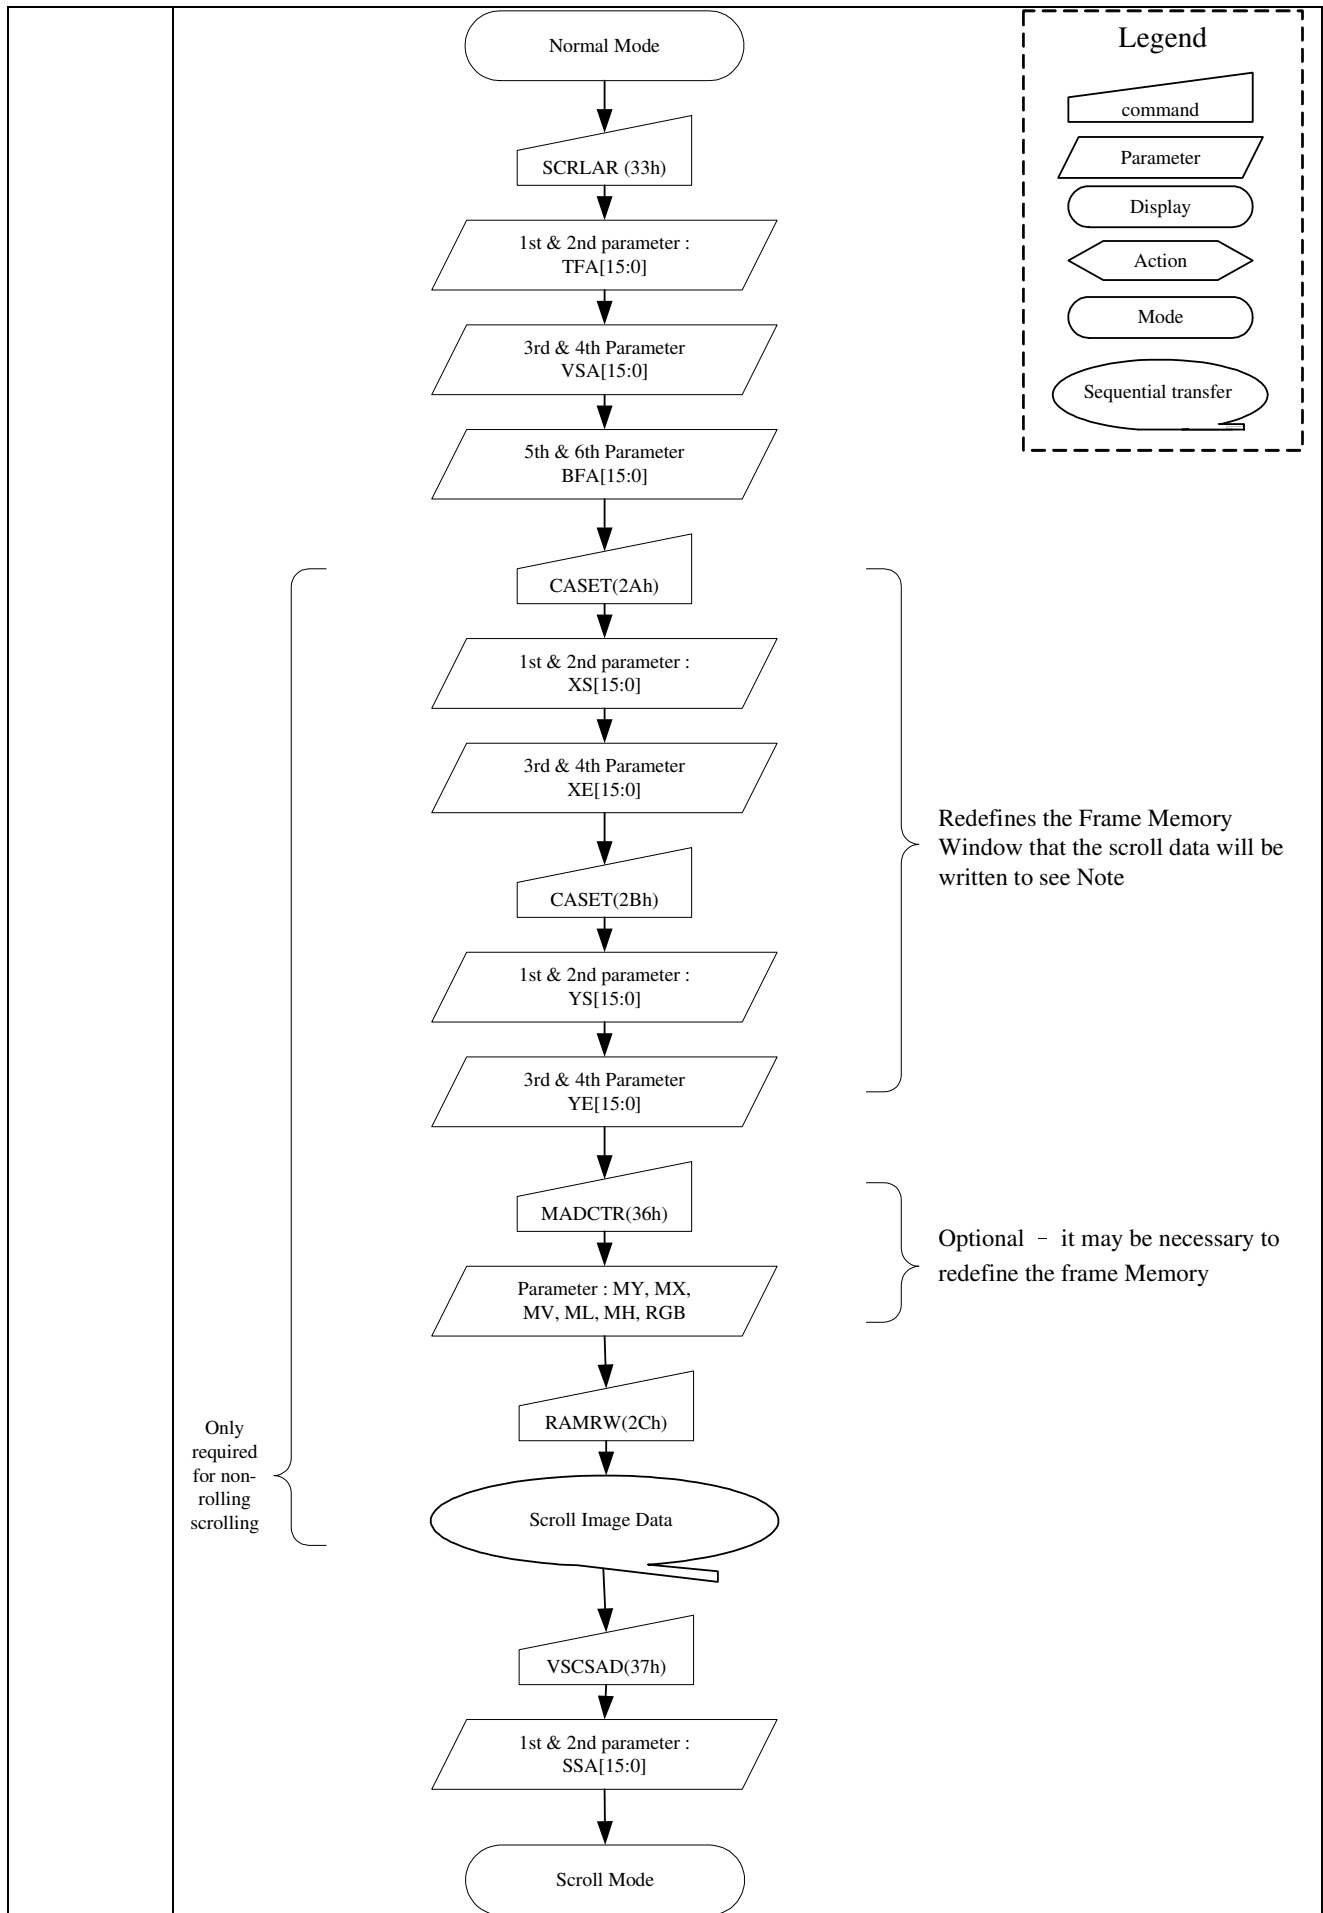 Normal Mode
SCRLAR (33h)
1st & 2nd parameter :
TFA[15:0]
3rd & 4th Parameter
VSA[15:0]
5th & 6th Parameter
BFA[15:0]
CASET(2Ah)
1st & 2nd parameter :
XS[15:0]
3rd & 4th Parameter
XE[15:0]
CASET(2Bh)
1st & 2nd parameter :
YS[15:0]
3rd & 4th Parameter
YE[15:0]
MADCTR(36h)
Parameter : MY, MX,
MV, ML, MH, RGB
RAMRW(2Ch)
Scroll Image Data
VSCSAD(37h)
1st & 2nd parameter :
SSA[15:0]
Scroll Mode
Only
required
for non-
rolling
scrolling
Redefines the Frame Memory
Window that the scroll data will be
written to see Note
Optional – it may be necessary to
redefine the frame Memory
Legend
command
Parameter
Display
Action
Mode
Sequential transfer